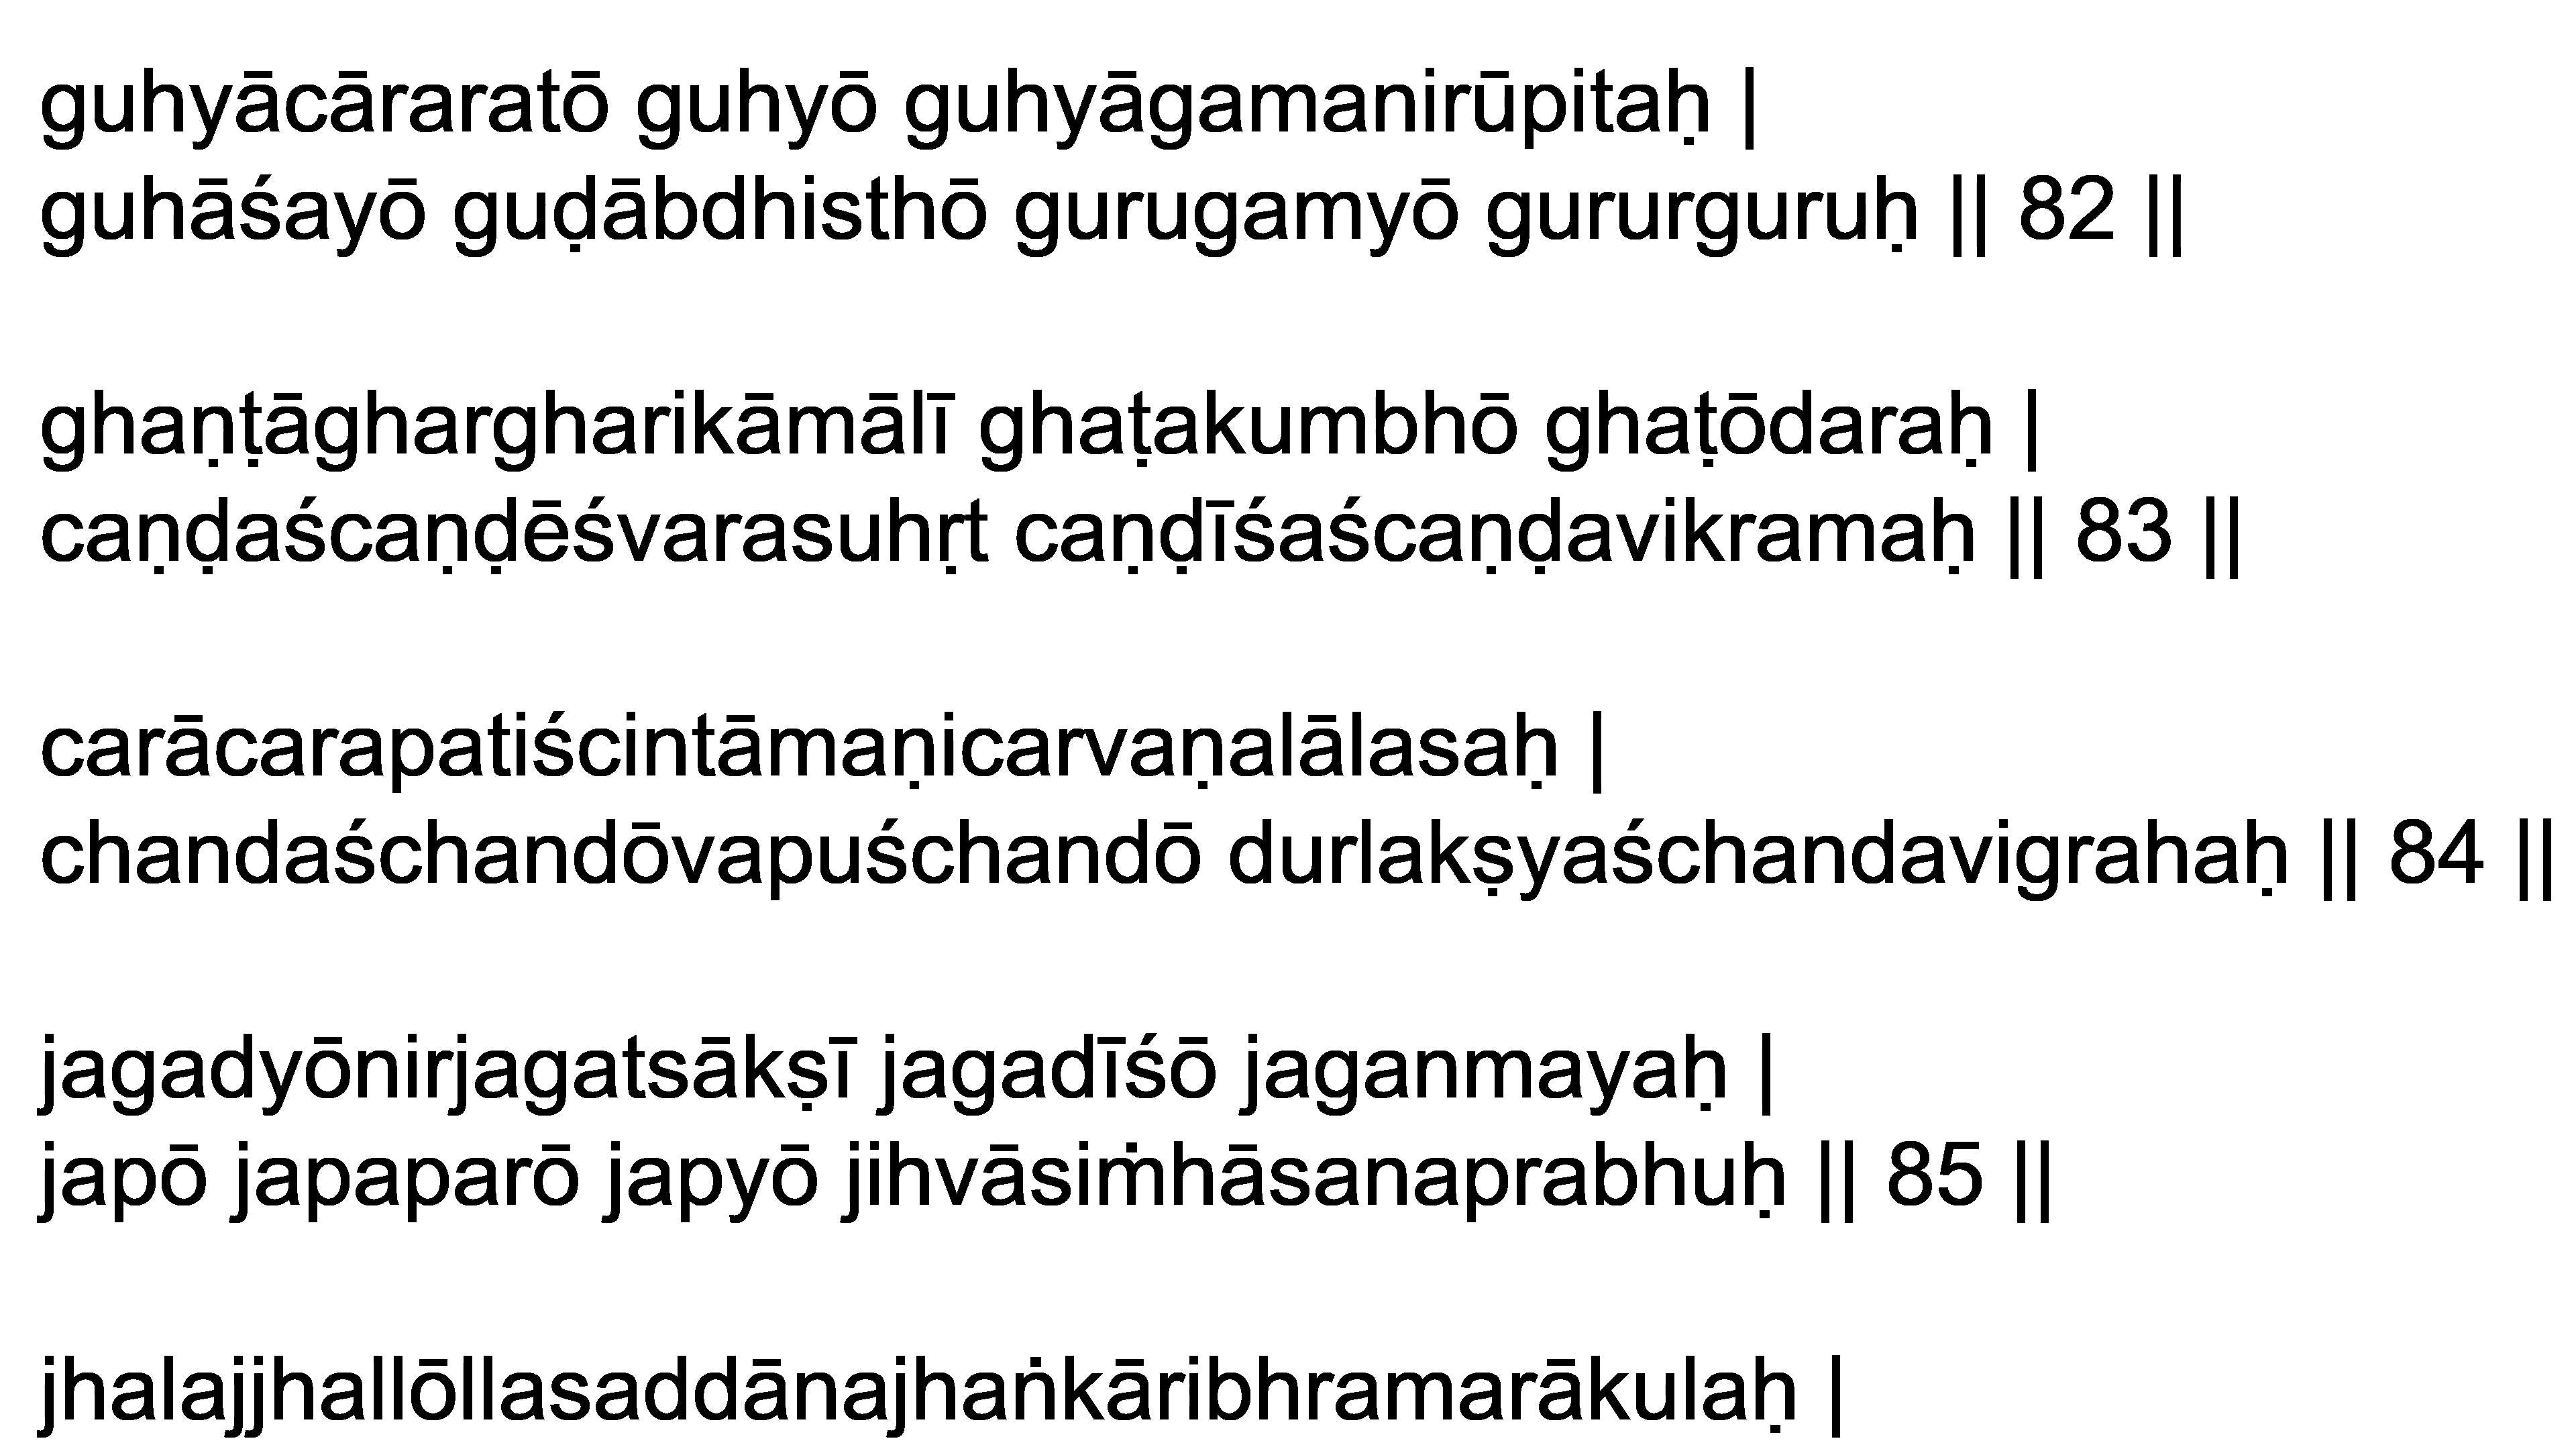 guhyācāraratō guhyō guhyāgamanirūpitaḥ |
guhāśayō guḍābdhisthō gurugamyō gururguruḥ || 82 ||
ghaṇṭāghargharikāmālī ghaṭakumbhō ghaṭōdaraḥ |
caṇḍaścaṇḍēśvarasuhṛt caṇḍīśaścaṇḍavikramaḥ || 83 ||
carācarapatiścintāmaṇicarvaṇalālasaḥ |
chandaśchandōvapuśchandō durlakṣyaśchandavigrahaḥ || 84 ||
jagadyōnirjagatsākṣī jagadīśō jaganmayaḥ |
japō japaparō japyō jihvāsiṁhāsanaprabhuḥ || 85 ||
jhalajjhallōllasaddānajhaṅkāribhramarākulaḥ |